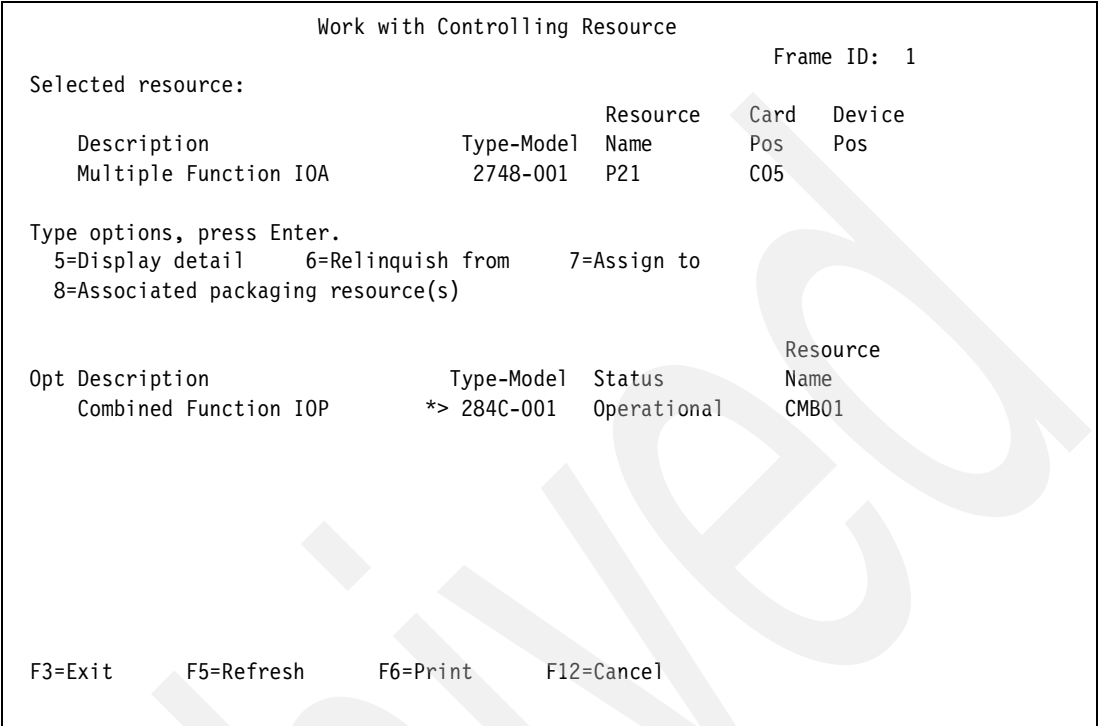 Work with Controlling Resource
Frame ID: 1
Selected resource:
Resource Card Device
Description Type-Model Name Pos Pos
Multiple Function IOA 2748-001 P21 C05
Type options, press Enter.
5=Display detail 6=Relinquish from 7=Assign to
8=Associated packaging resource(s)
Resource
Opt Description Type-Model Status Name
Combined Function IOP *> 284C-001 Operational CMB01
F3=Exit F5=Refresh F6=Print F12=Cancel
hived